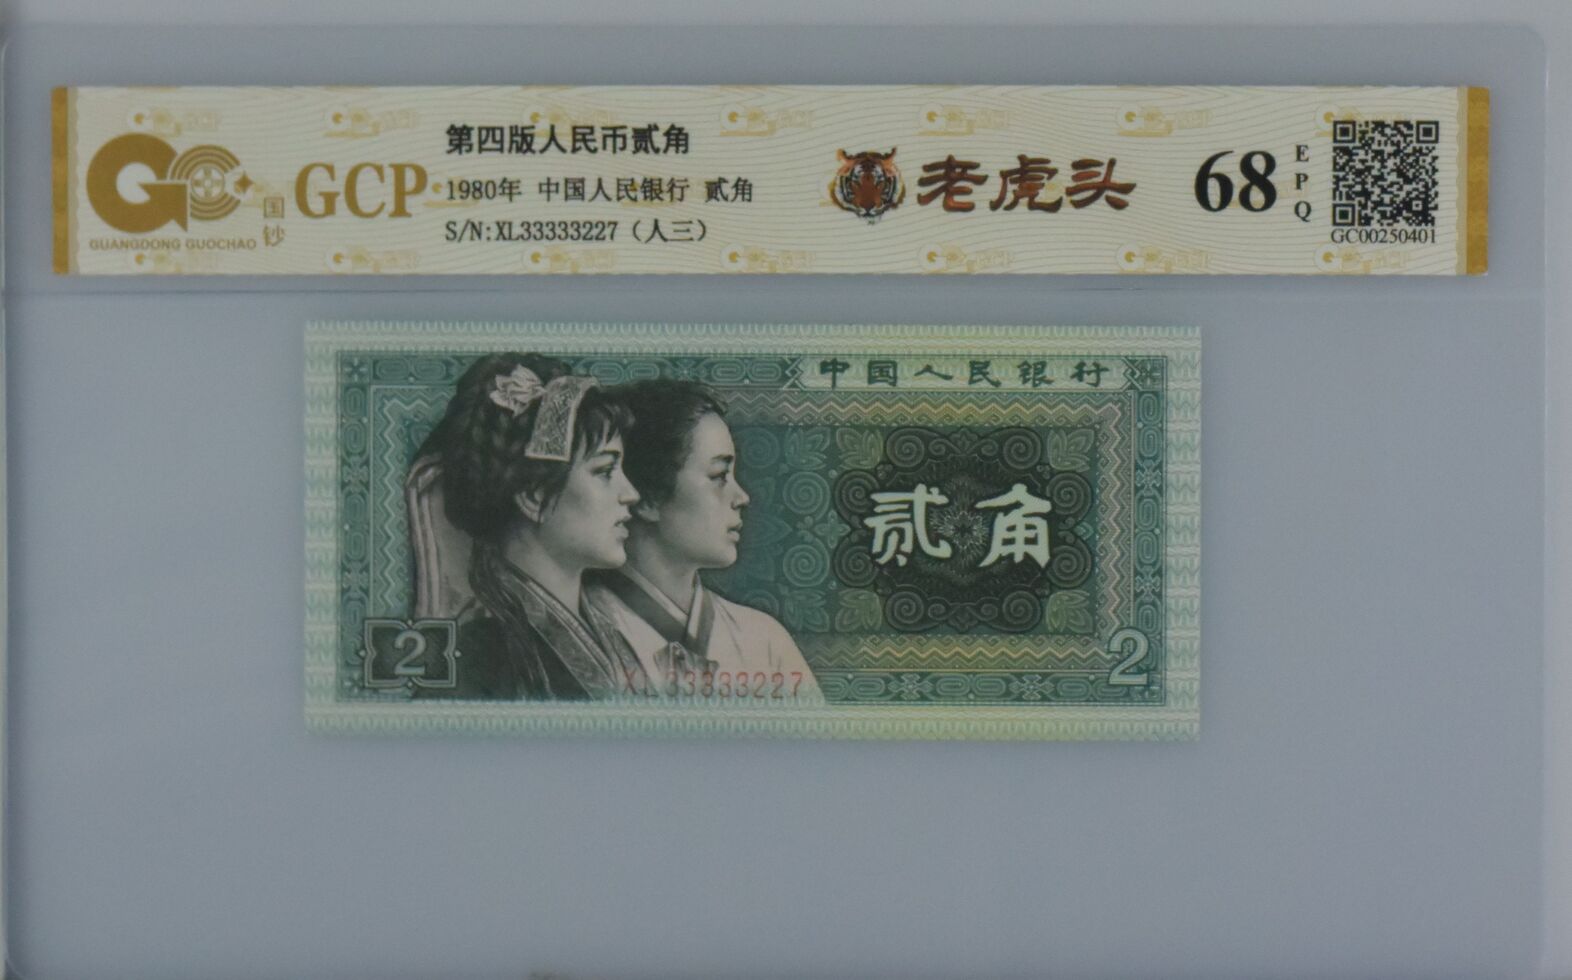 GUANGDONG GUOCHAO
国钞
GCP
第四版人民币贰角
1980年 中国人民银行 贰角
S/N:XL33333227（人三）
老虎头
68
EPQ
GC00250401
中国人民银行
贰角
2
2
XL33333227